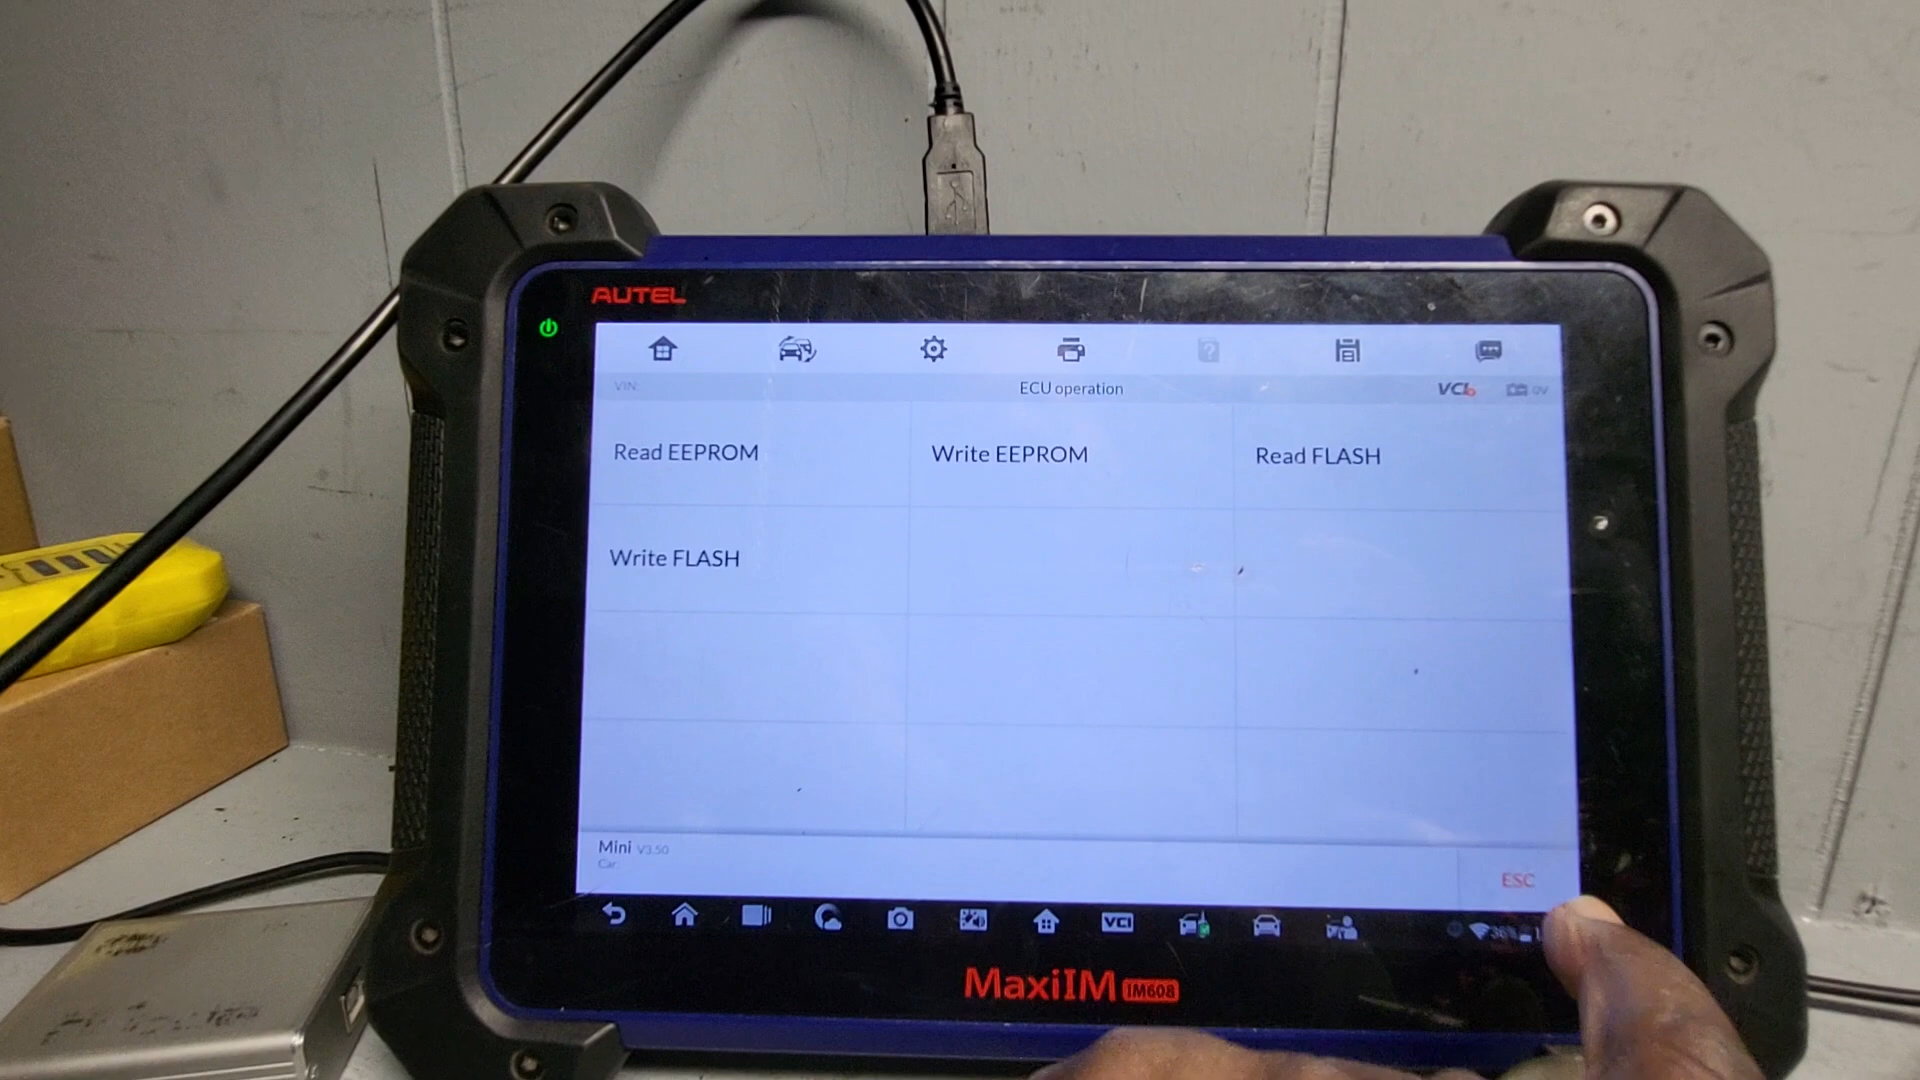 AUTEL
VIN:
ECU operation
VCI
0V
Read EEPROM
Write EEPROM
Read FLASH
Write FLASH
Mini V3.50
Car:
ESC
VCI
MaxiIM IM608